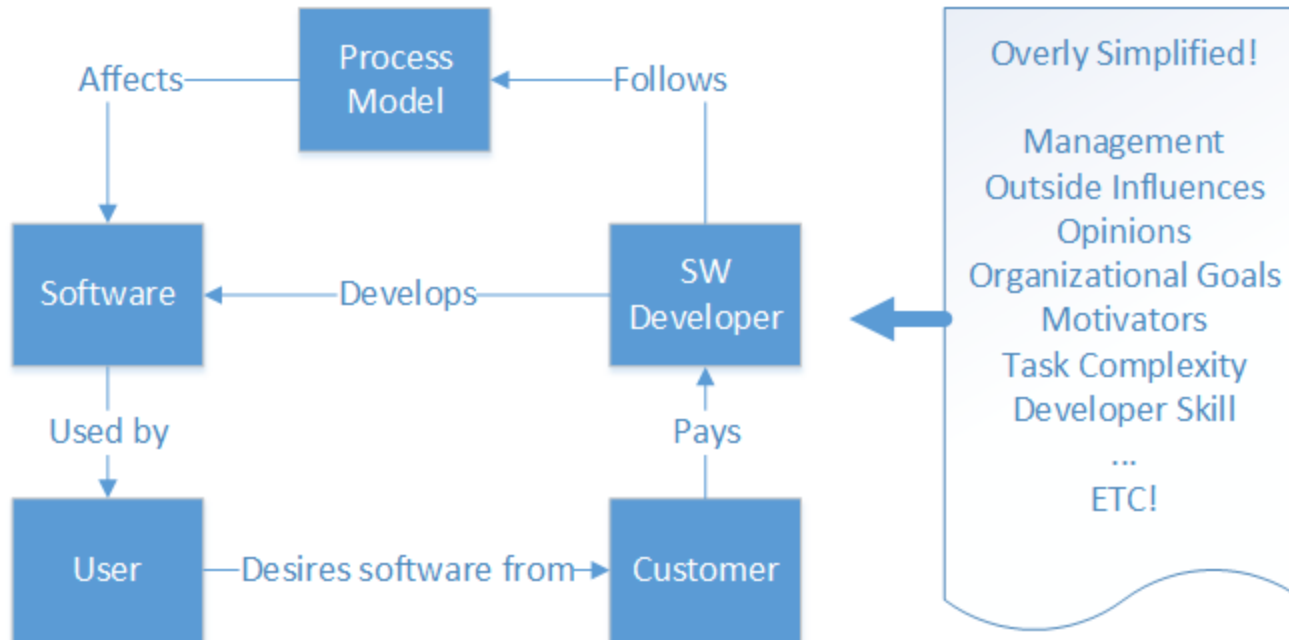 Process
Model
Affects
Follows
Software
Develops
SW
Developer
Used by
Pays
User
Desires software from
Customer
Overly Simplified!
Management
Outside Influences
Opinions
Organizational Goals
Motivators
Task Complexity
Developer Skill
...
ETC!